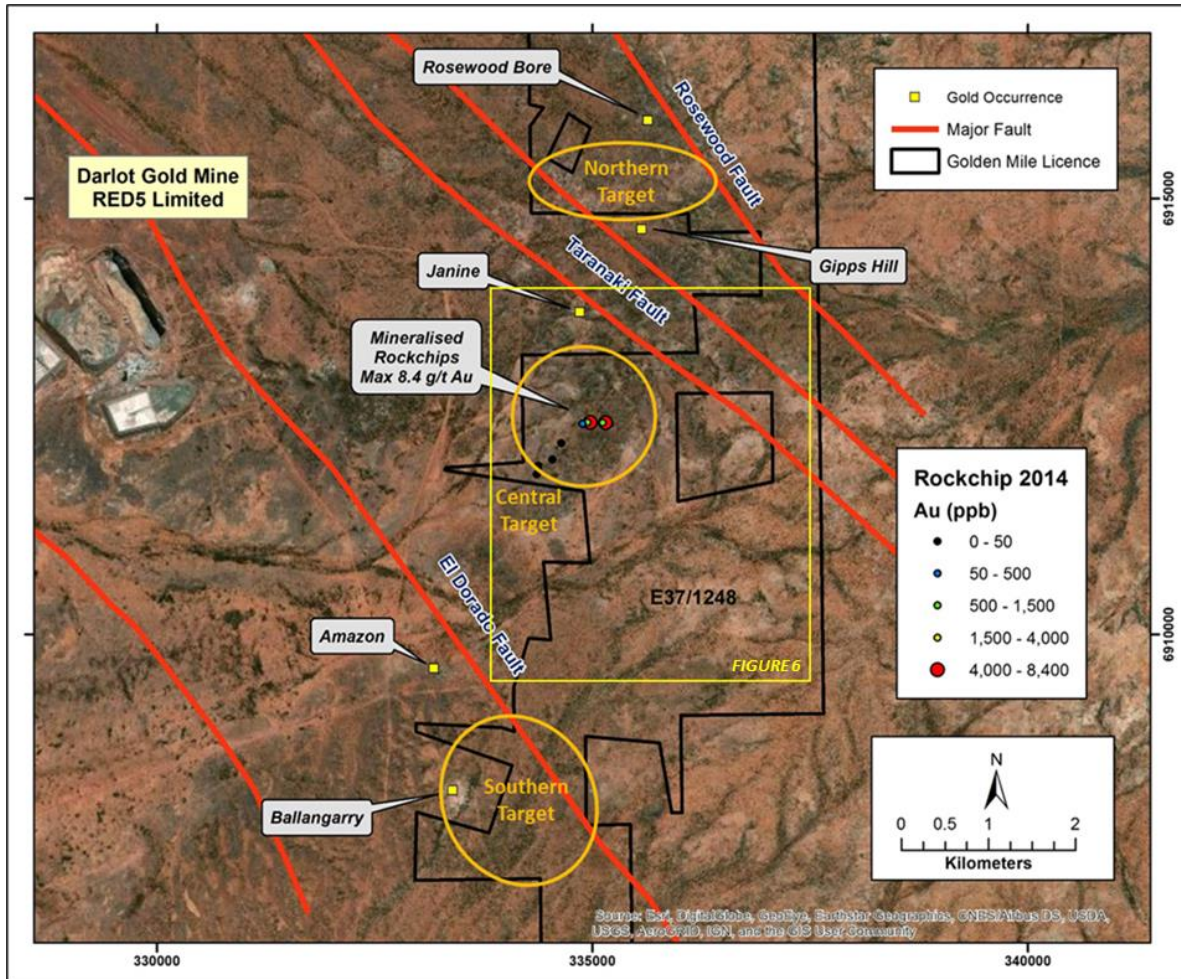 Rosewood Bore
Rosewood Fault
Gold Occurrence
Major Fault
Golden Mile Licence
Darlot Gold Mine
RED5 Limited
Northern
Target
6915000
Taranaki Fault
Gipps Hill
Janine
Mineralised
Rockchips
Max 8.4 g/t Au
Central
Target
Rockchip 2014
Au (ppb)
0 - 50
50 - 500
500 - 1,500
1,500 - 4,000
4,000 - 8,400
El Dorado Fault
E37/1248
6910000
Amazon
FIGURE 6
Southern
Target
Ballangarry
N
0 0.5 1 2
Kilometers
Source: Esri, DigitalGlobe, GeoEye, Earthstar Geographics, CNES/Airbus DS, USDA,
USGS, AeroGRID, IGN, and the GIS User Community
330000 335000 340000